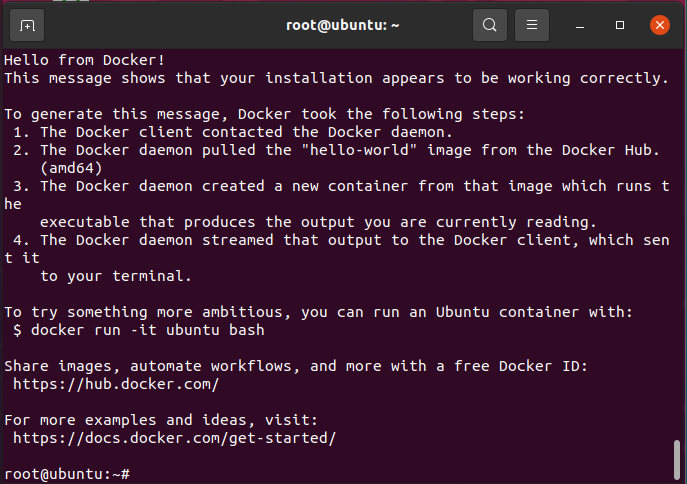 root@ubuntu: ~
Hello from Docker!
This message shows that your installation appears to be working correctly.

To generate this message, Docker took the following steps:
 1. The Docker client contacted the Docker daemon.
 2. The Docker daemon pulled the "hello-world" image from the Docker Hub.
    (amd64)
 3. The Docker daemon created a new container from that image which runs t
he
    executable that produces the output you are currently reading.
 4. The Docker daemon streamed that output to the Docker client, which sen
t it
    to your terminal.

To try something more ambitious, you can run an Ubuntu container with:
 $ docker run -it ubuntu bash

Share images, automate workflows, and more with a free Docker ID:
 https://hub.docker.com/

For more examples and ideas, visit:
 https://docs.docker.com/get-started/

root@ubuntu:~#